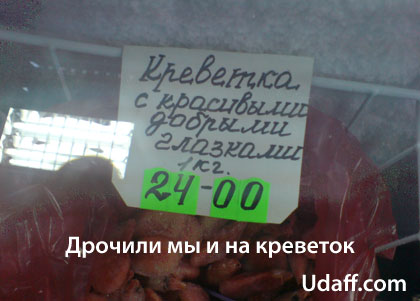 Креветка
с красивыми
добрыми
глазками
1 кг.
24-00
Дрочили мы и на креветок
Udaff.com